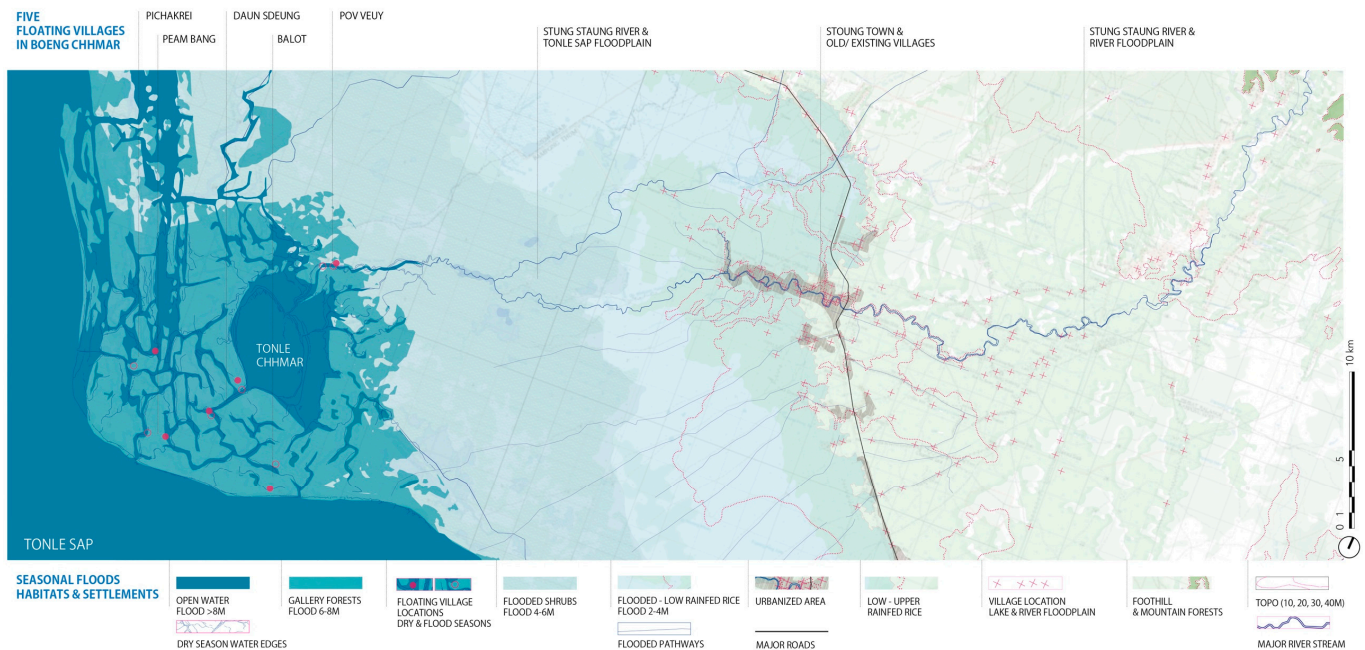 FIVE
FLOATING VILLAGES
IN BOENG CHHMAR
PICHAKREI
PEAM BANG
DAUN SDEUNG
BALOT
POV VEUY
STUNG STAUNG RIVER &
TONLE SAP FLOODPLAIN
STOUNG TOWN &
OLD/ EXISTING VILLAGES
STUNG STAUNG RIVER &
RIVER FLOODPLAIN
TONLE
CHHMAR
TONLE SAP
10 km
5
1
0
SEASONAL FLOODS
HABITATS & SETTLEMENTS
OPEN WATER
FLOOD >8M
DRY SEASON WATER EDGES
GALLERY FORESTS
FLOOD 6-8M
FLOATING VILLAGE
LOCATIONS
DRY & FLOOD SEASONS
FLOODED SHRUBS
FLOOD 4-6M
FLOODED - LOW RAINFED RICE
FLOOD 2-4M
FLOODED PATHWAYS
URBANIZED AREA
MAJOR ROADS
LOW - UPPER
RAINFED RICE
VILLAGE LOCATION
LAKE & RIVER FLOODPLAIN
FOOTHILL
& MOUNTAIN FORESTS
TOPO (10, 20, 30, 40M)
MAJOR RIVER STREAM